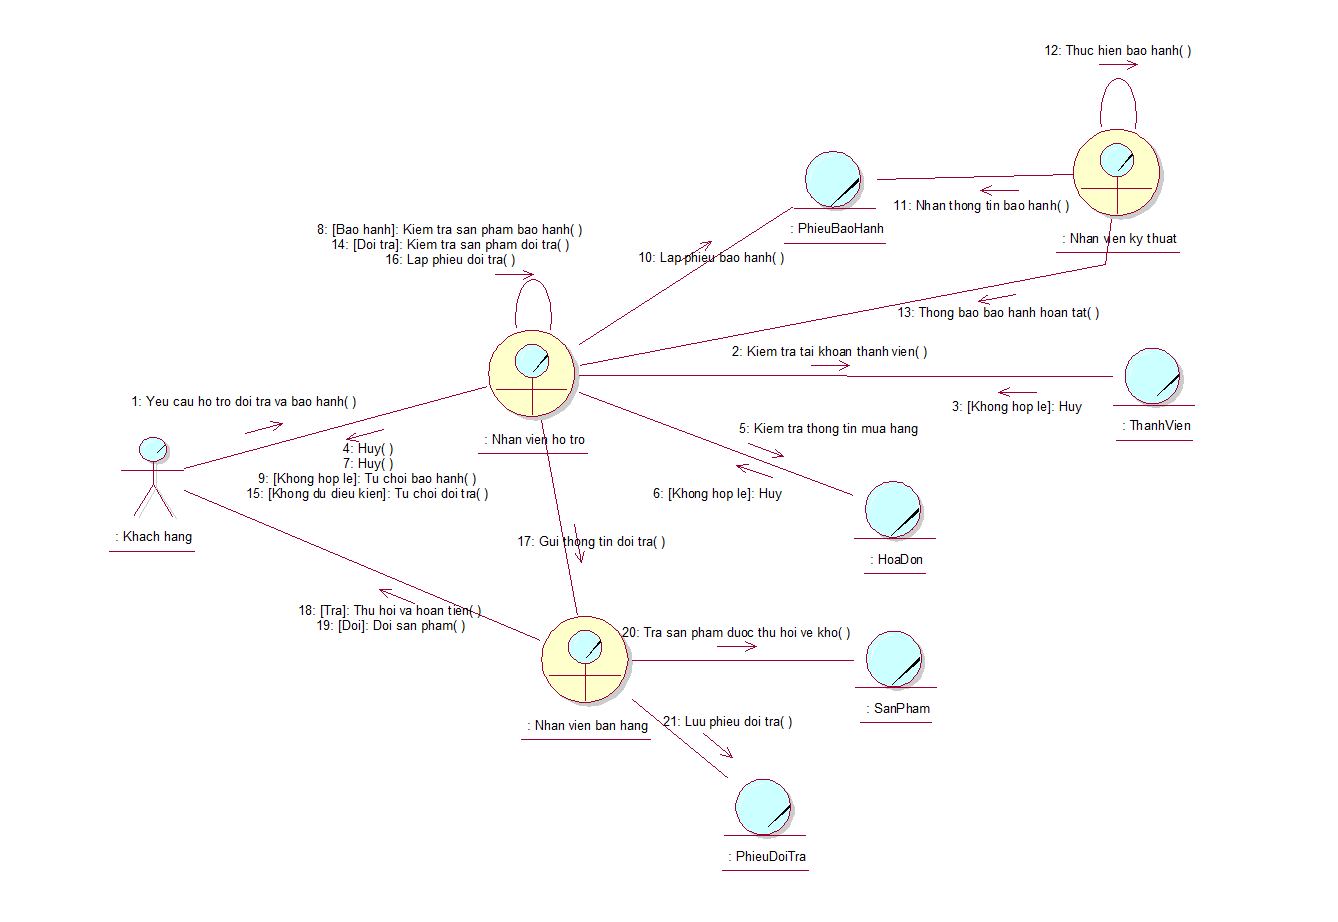 12: Thuc hien bao hanh( )
11: Nhan thong tin bao hanh( )
: PhieuBaoHanh
: Nhan vien ky thuat
8: [Bao hanh]: Kiem tra san pham bao hanh( )
14: [Doi tra]: Kiem tra san pham doi tra( )
16: Lap phieu doi tra( )
10: Lap phieu bao hanh( )
13: Thong bao bao hanh hoan tat( )
2: Kiem tra tai khoan thanh vien( )
3: [Khong hop le]: Huy
: ThanhVien
1: Yeu cau ho tro doi tra va bao hanh( )
: Nhan vien ho tro
5: Kiem tra thong tin mua hang
4: Huy( )
7: Huy( )
9: [Khong hop le]: Tu choi bao hanh( )
15: [Khong du dieu kien]: Tu choi doi tra( )
6: [Khong hop le]: Huy
: Khach hang
17: Gui thong tin doi tra( )
: HoaDon
18: [Tra]: Thu hoi va hoan tien( )
19: [Doi]: Doi san pham( )
20: Tra san pham duoc thu hoi ve kho( )
: SanPham
: Nhan vien ban hang
21: Luu phieu doi tra( )
: PhieuDoiTra